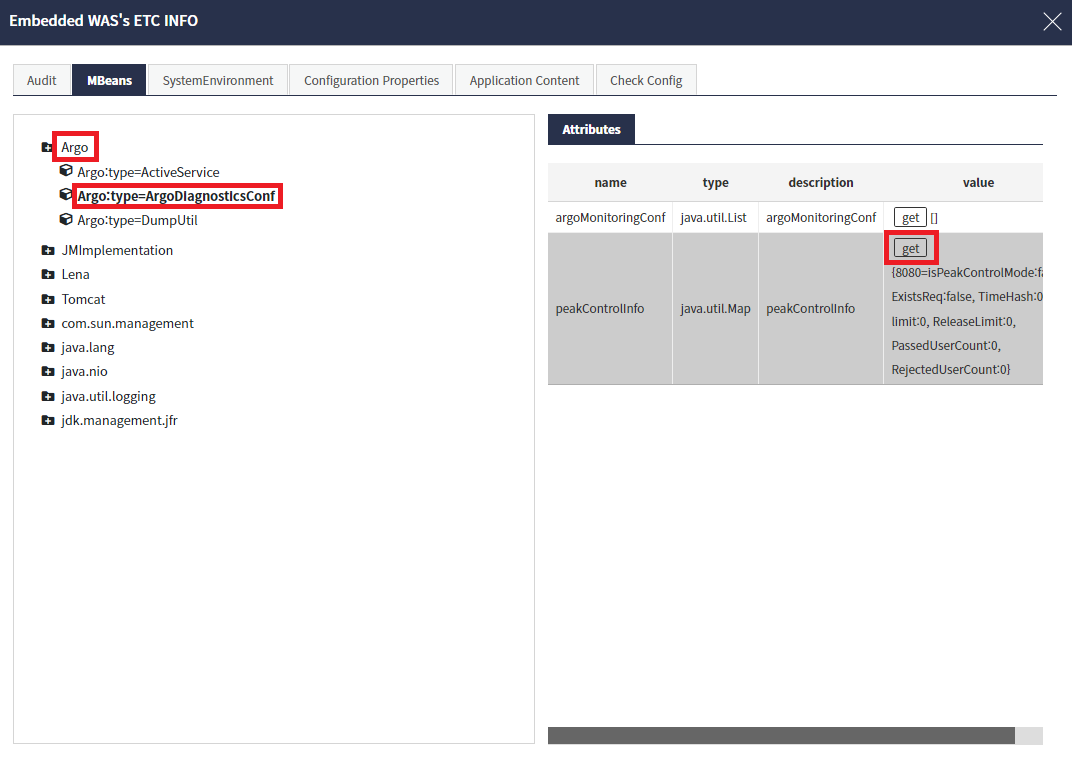 Embedded WAS's ETC INFO
Audit MBeans SystemEnvironment Configuration Properties Application Content Check Config
Argo
Argo:type=ActiveService
Argo:type=ArgoDiagnosticsConf
Argo:type=DumpUtil
JMImplementation
Lena
Tomcat
com.sun.management
java.lang
java.nio
java.util.logging
jdk.management.jfr
Attributes
name type description value
argoMonitoringConf java.util.List argoMonitoringConf get []
peakControlInfo java.util.Map peakControlInfo get
{8080=isPeakControlMode:fa
ExistsReq:false, TimeHash:0
limit:0, ReleaseLimit:0,
PassedUserCount:0,
RejectedUserCount:0}